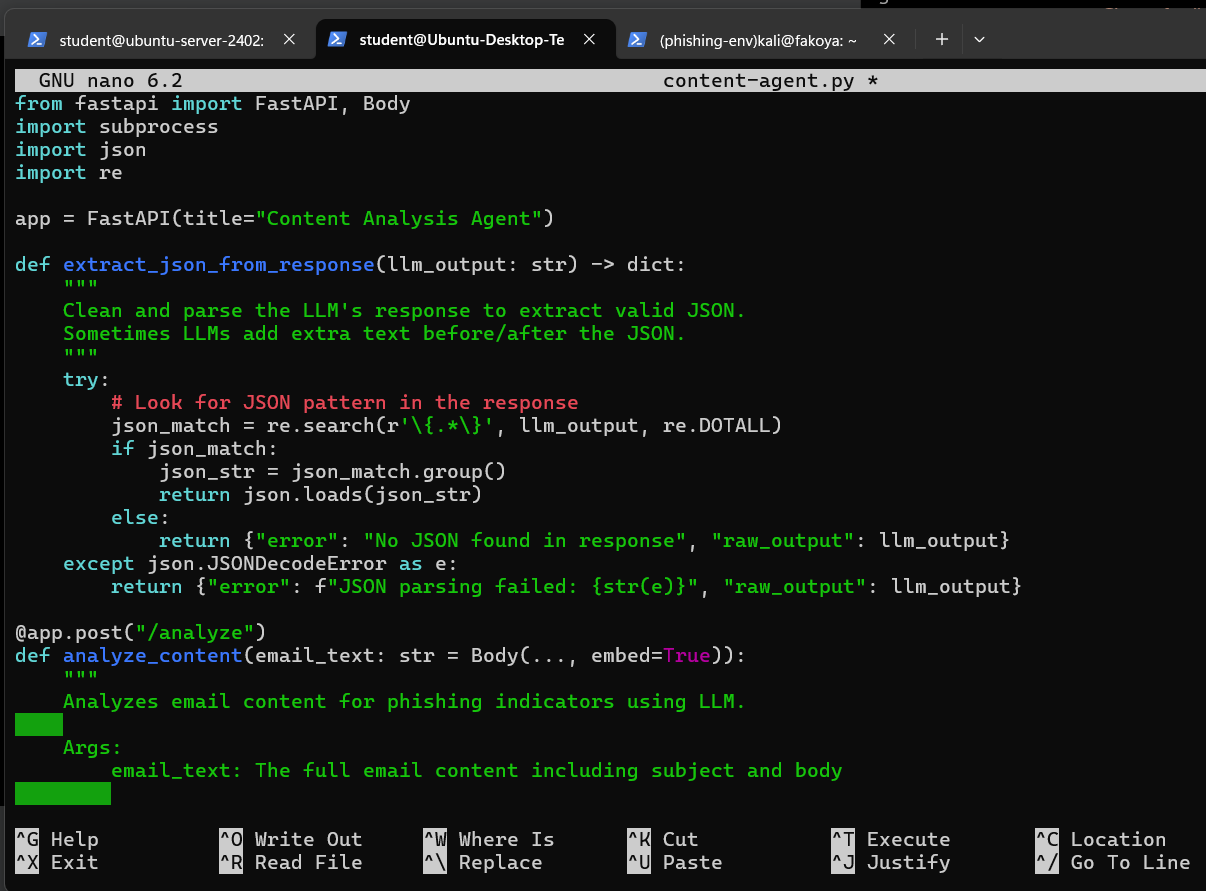 student@ubuntu-server-2402:
student@Ubuntu-Desktop-Te
(phishing-env)kali@fakoya: ~
GNU nano 6.2 content-agent.py *
from fastapi import FastAPI, Body
import subprocess
import json
import re
app = FastAPI(title="Content Analysis Agent")
def extract_json_from_response(llm_output: str) -> dict:
"""
Clean and parse the LLM's response to extract valid JSON.
Sometimes LLMs add extra text before/after the JSON.
"""
try:
# Look for JSON pattern in the response
json_match = re.search(r'\{.*\}', llm_output, re.DOTALL)
if json_match:
json_str = json_match.group()
return json.loads(json_str)
else:
return {"error": "No JSON found in response", "raw_output": llm_output}
except json.JSONDecodeError as e:
return {"error": f"JSON parsing failed: {str(e)}", "raw_output": llm_output}
@app.post("/analyze")
def analyze_content(email_text: str = Body(..., embed=True)):
"""
Analyzes email content for phishing indicators using LLM.
Args:
email_text: The full email content including subject and body
^G Help ^O Write Out ^W Where Is ^K Cut ^T Execute ^C Location
^X Exit ^R Read File ^\ Replace ^U Paste ^J Justify ^/ Go To Line